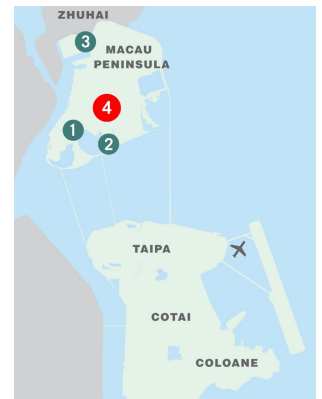 ZHUHAI
3
MACAU
PENINSULA
4
1
2
TAIPA
COTAI
COLOANE